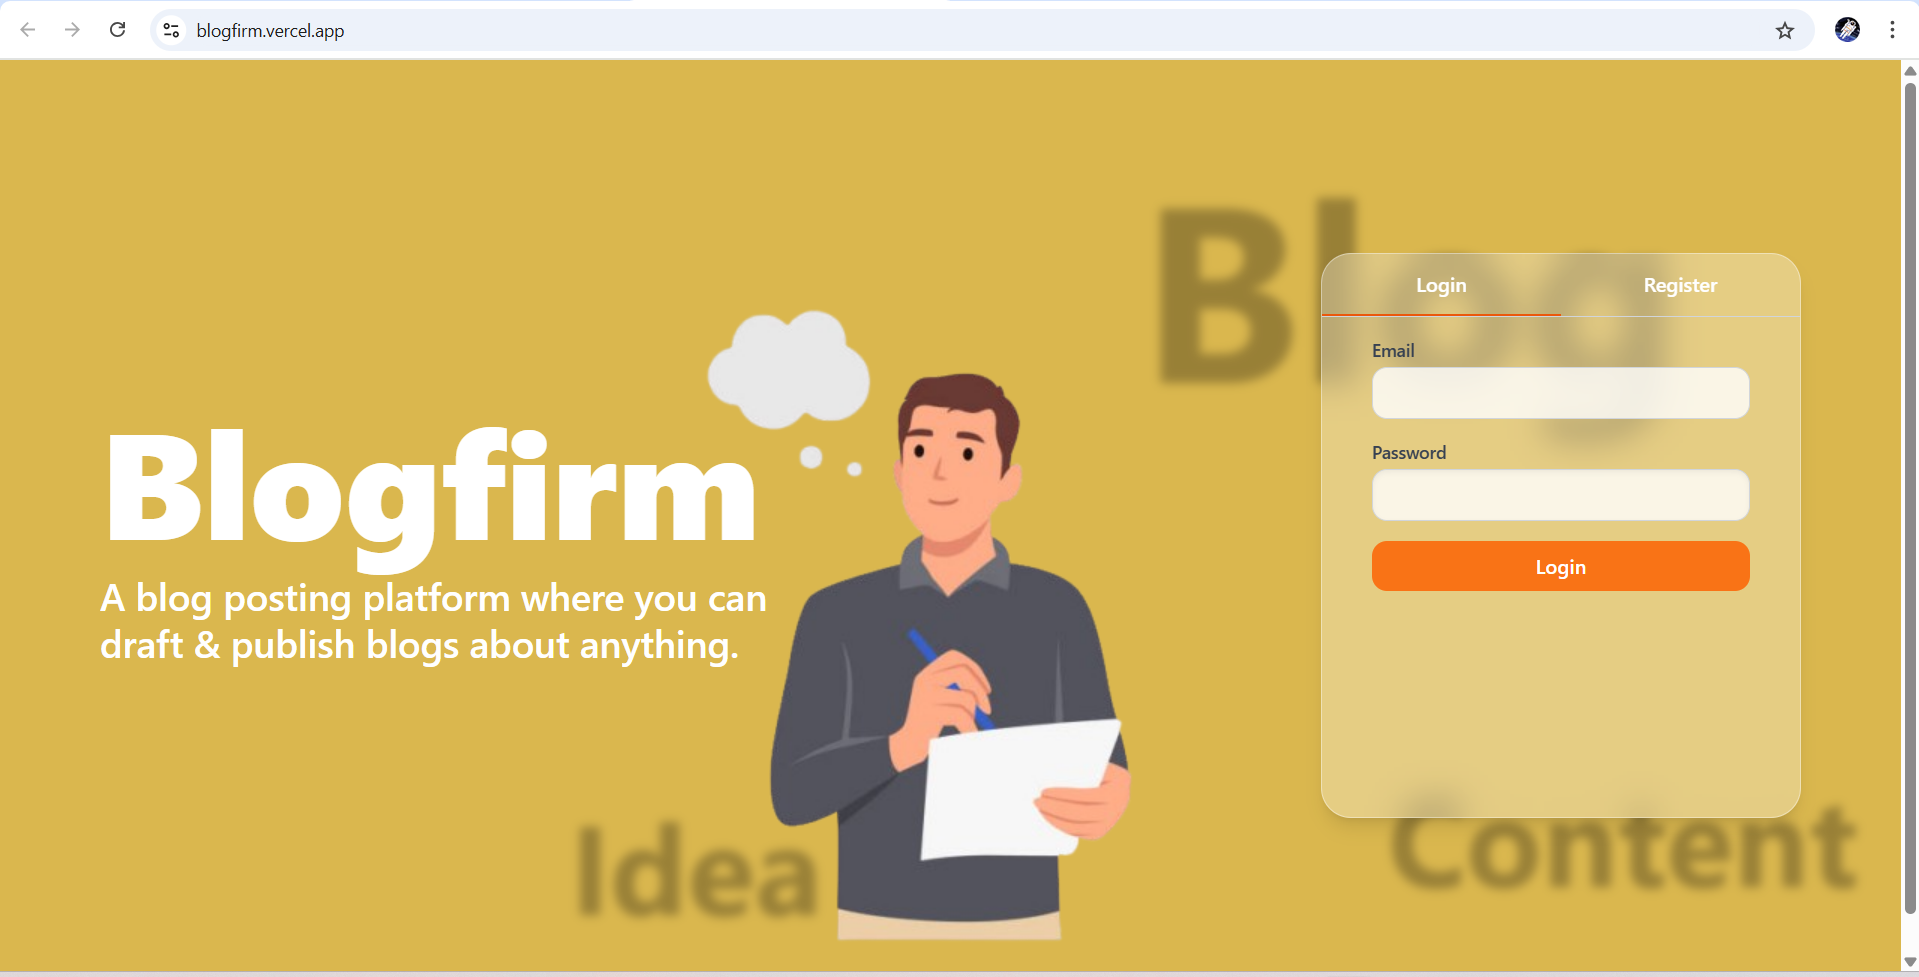 blogfirm.vercel.app
Blog
Login Register
Email
Password
Login
Blogfirm
A blog posting platform where you can
draft & publish blogs about anything.
Idea
Content